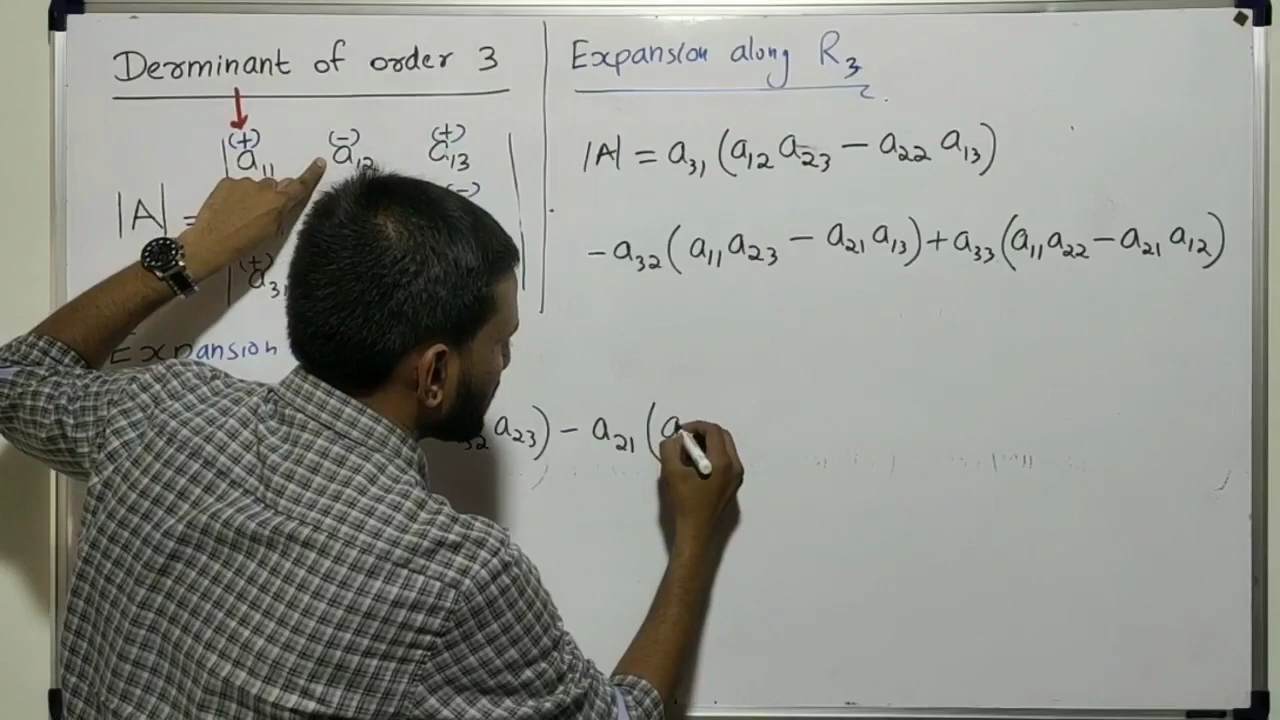 Derminant of order 3
(+) (-) (+)
a₁₁ a₁₂ a₁₃
(-)
|A| =
(+)
a₃₁
Expansion
₃₂ a₂₃) - a₂₁ (a
Expansion along R₃
|A| = a₃₁ (a₁₂ a₂₃ - a₂₂ a₁₃)
- a₃₂ (a₁₁ a₂₃ - a₂₁ a₁₃) + a₃₃ (a₁₁ a₂₂ - a₂₁ a₁₂)